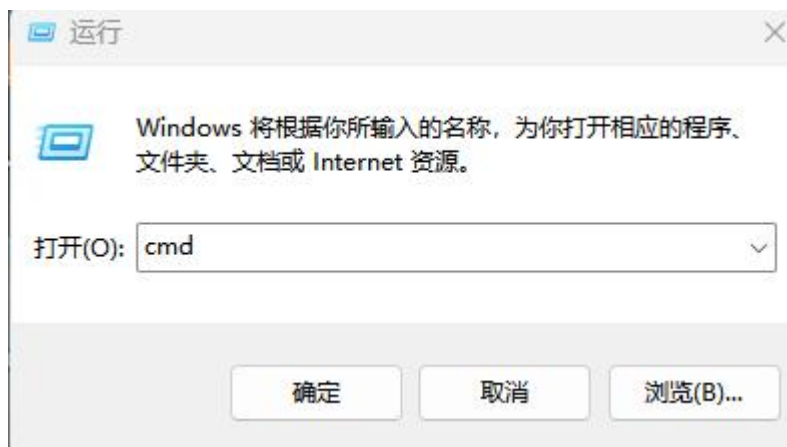 运行
Windows 将根据你所输入的名称，为你打开相应的程序、
文件夹、文档或 Internet 资源。
打开(O): cmd
确定 取消 浏览(B)...